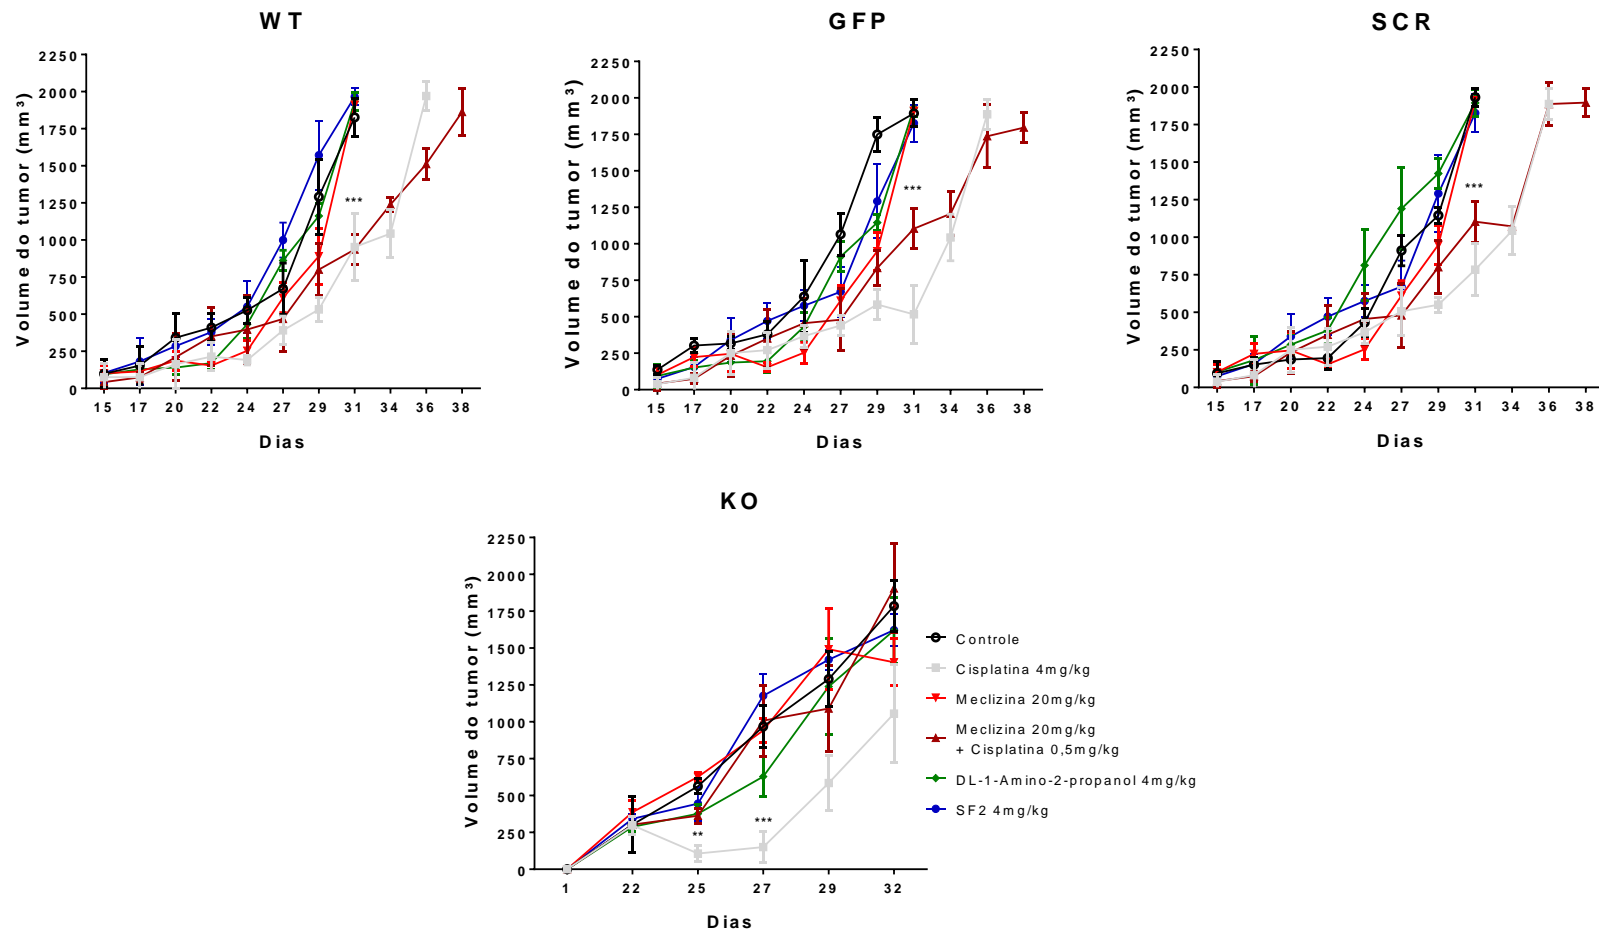 WT
Volume do tumor (mm³)
2250
2000
1750
1500
1250
1000
750
500
250
0
***
15 17 20 22 24 27 29 31 34 36 38
Dias
GFP
Volume do tumor (mm³)
2250
2000
1750
1500
1250
1000
750
500
250
0
***
15 17 20 22 24 27 29 31 34 36 38
Dias
SCR
Volume do tumor (mm³)
2250
2000
1750
1500
1250
1000
750
500
250
0
***
15 17 20 22 24 27 29 31 34 36 38
Dias
KO
Volume do tumor (mm³)
2250
2000
1750
1500
1250
1000
750
500
250
0
**
***
1 22 25 27 29 32
Dias
Controle
Cisplatina 4mg/kg
Meclizina 20mg/kg
Meclizina 20mg/kg
+ Cisplatina 0,5mg/kg
DL-1-Amino-2-propanol 4mg/kg
SF2 4mg/kg